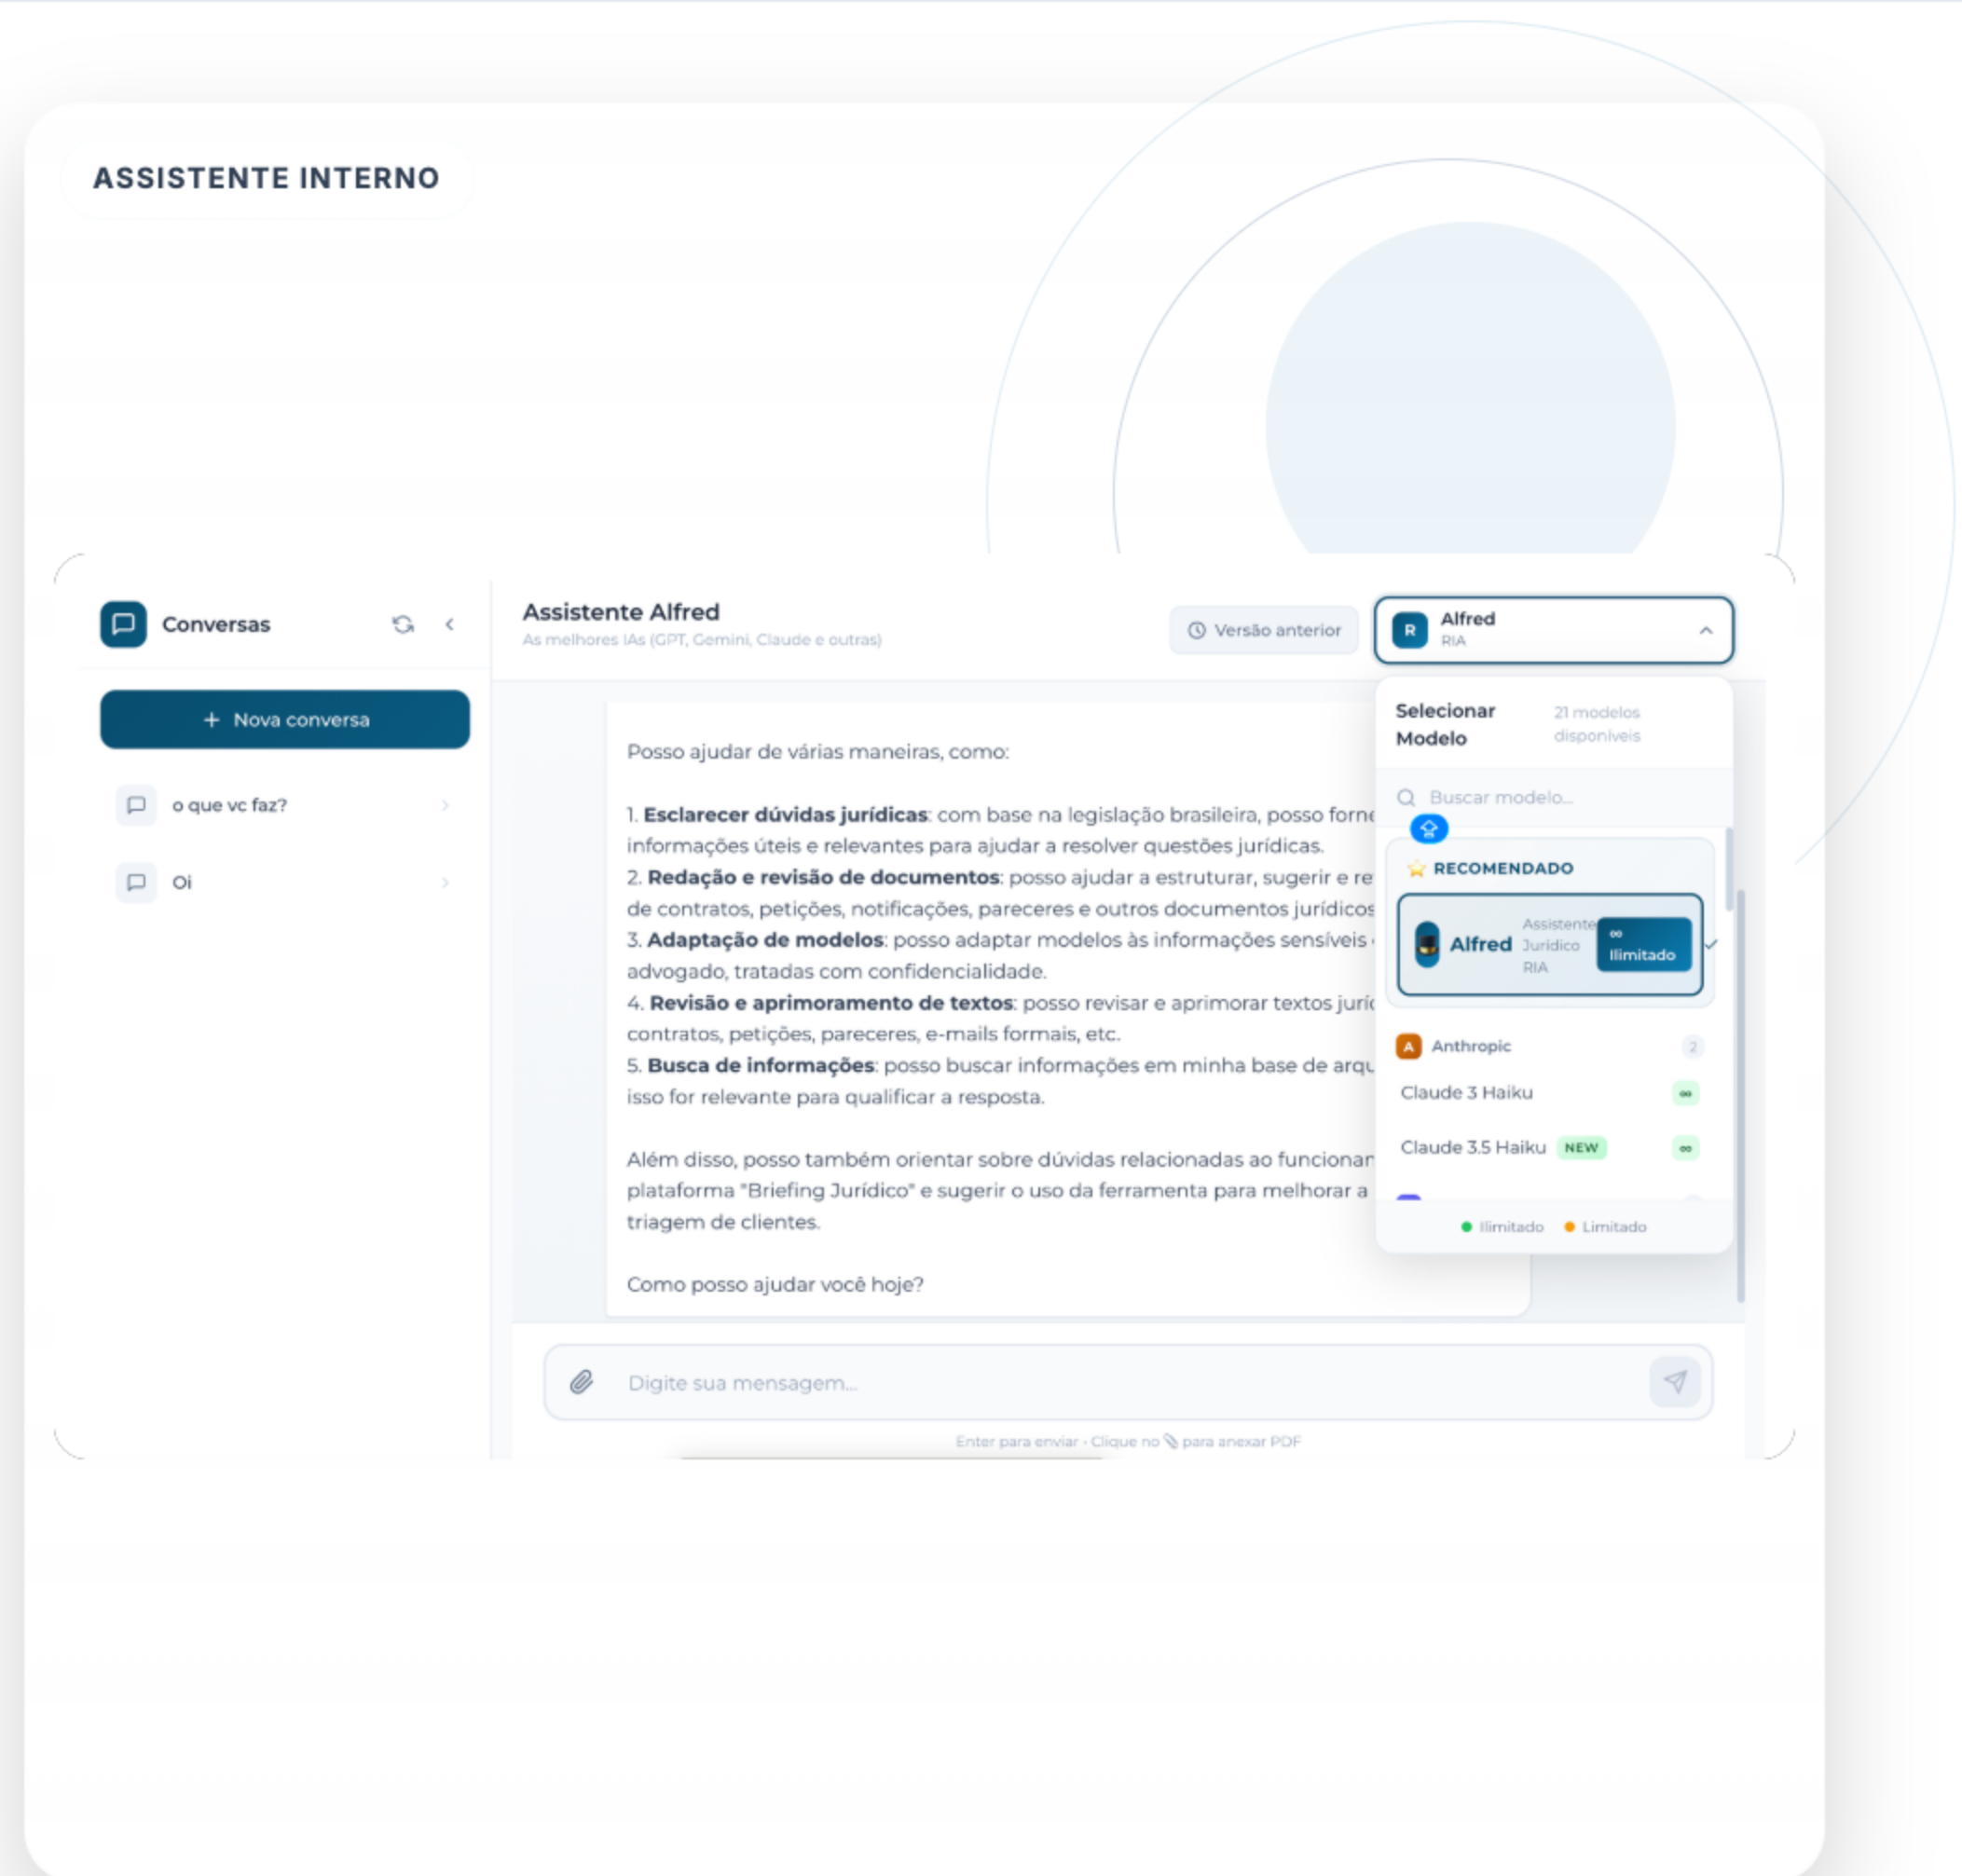 ASSISTENTE INTERNO
Conversas
Nova conversa
o que vc faz?
Oi
Assistente Alfred
As melhores IAs (GPT, Gemini, Claude e outras)
Versão anterior
R
Alfred
RIA
Posso ajudar de várias maneiras, como:
1. Esclarecer dúvidas jurídicas: com base na legislação brasileira, posso forne
informações úteis e relevantes para ajudar a resolver questões jurídicas.
2. Redação e revisão de documentos: posso ajudar a estruturar, sugerir e re
de contratos, petições, notificações, pareceres e outros documentos jurídicos
3. Adaptação de modelos: posso adaptar modelos às informações sensíveis
advogado, tratadas com confidencialidade.
4. Revisão e aprimoramento de textos: posso revisar e aprimorar textos juríd
contratos, petições, pareceres, e-mails formais, etc.
5. Busca de informações: posso buscar informações em minha base de arqu
isso for relevante para qualificar a resposta.
Além disso, posso também orientar sobre dúvidas relacionadas ao funcionar
plataforma "Briefing Jurídico" e sugerir o uso da ferramenta para melhorar a
triagem de clientes.
Como posso ajudar você hoje?
Selecionar
Modelo
21 modelos
disponíveis
Buscar modelo...
⭐ RECOMENDADO
Alfred
Assistente
Jurídico
RIA
∞
Ilimitado
A Anthropic 2
Claude 3 Haiku ∞
Claude 3.5 Haiku NEW ∞
Ilimitado Limitado
Digite sua mensagem...
Enter para enviar • Clique no 📎 para anexar PDF